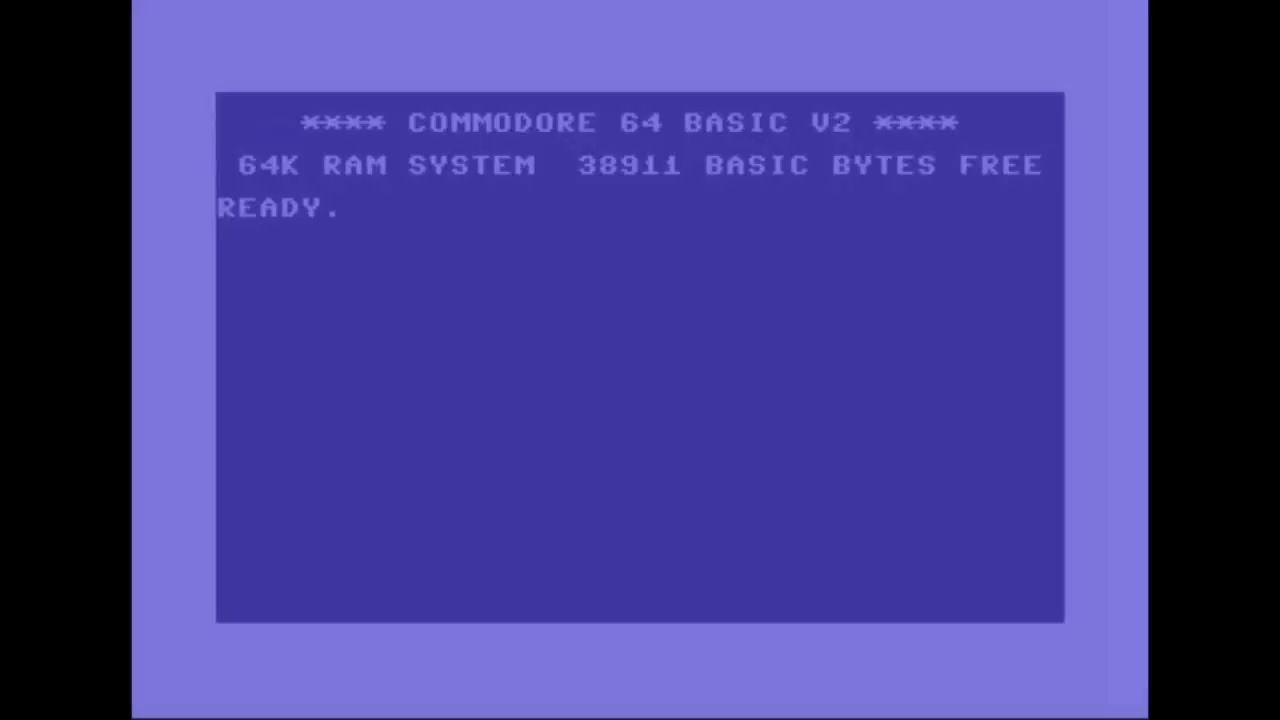 **** COMMODORE 64 BASIC V2 ****
64K RAM SYSTEM  38911 BASIC BYTES FREE
READY.